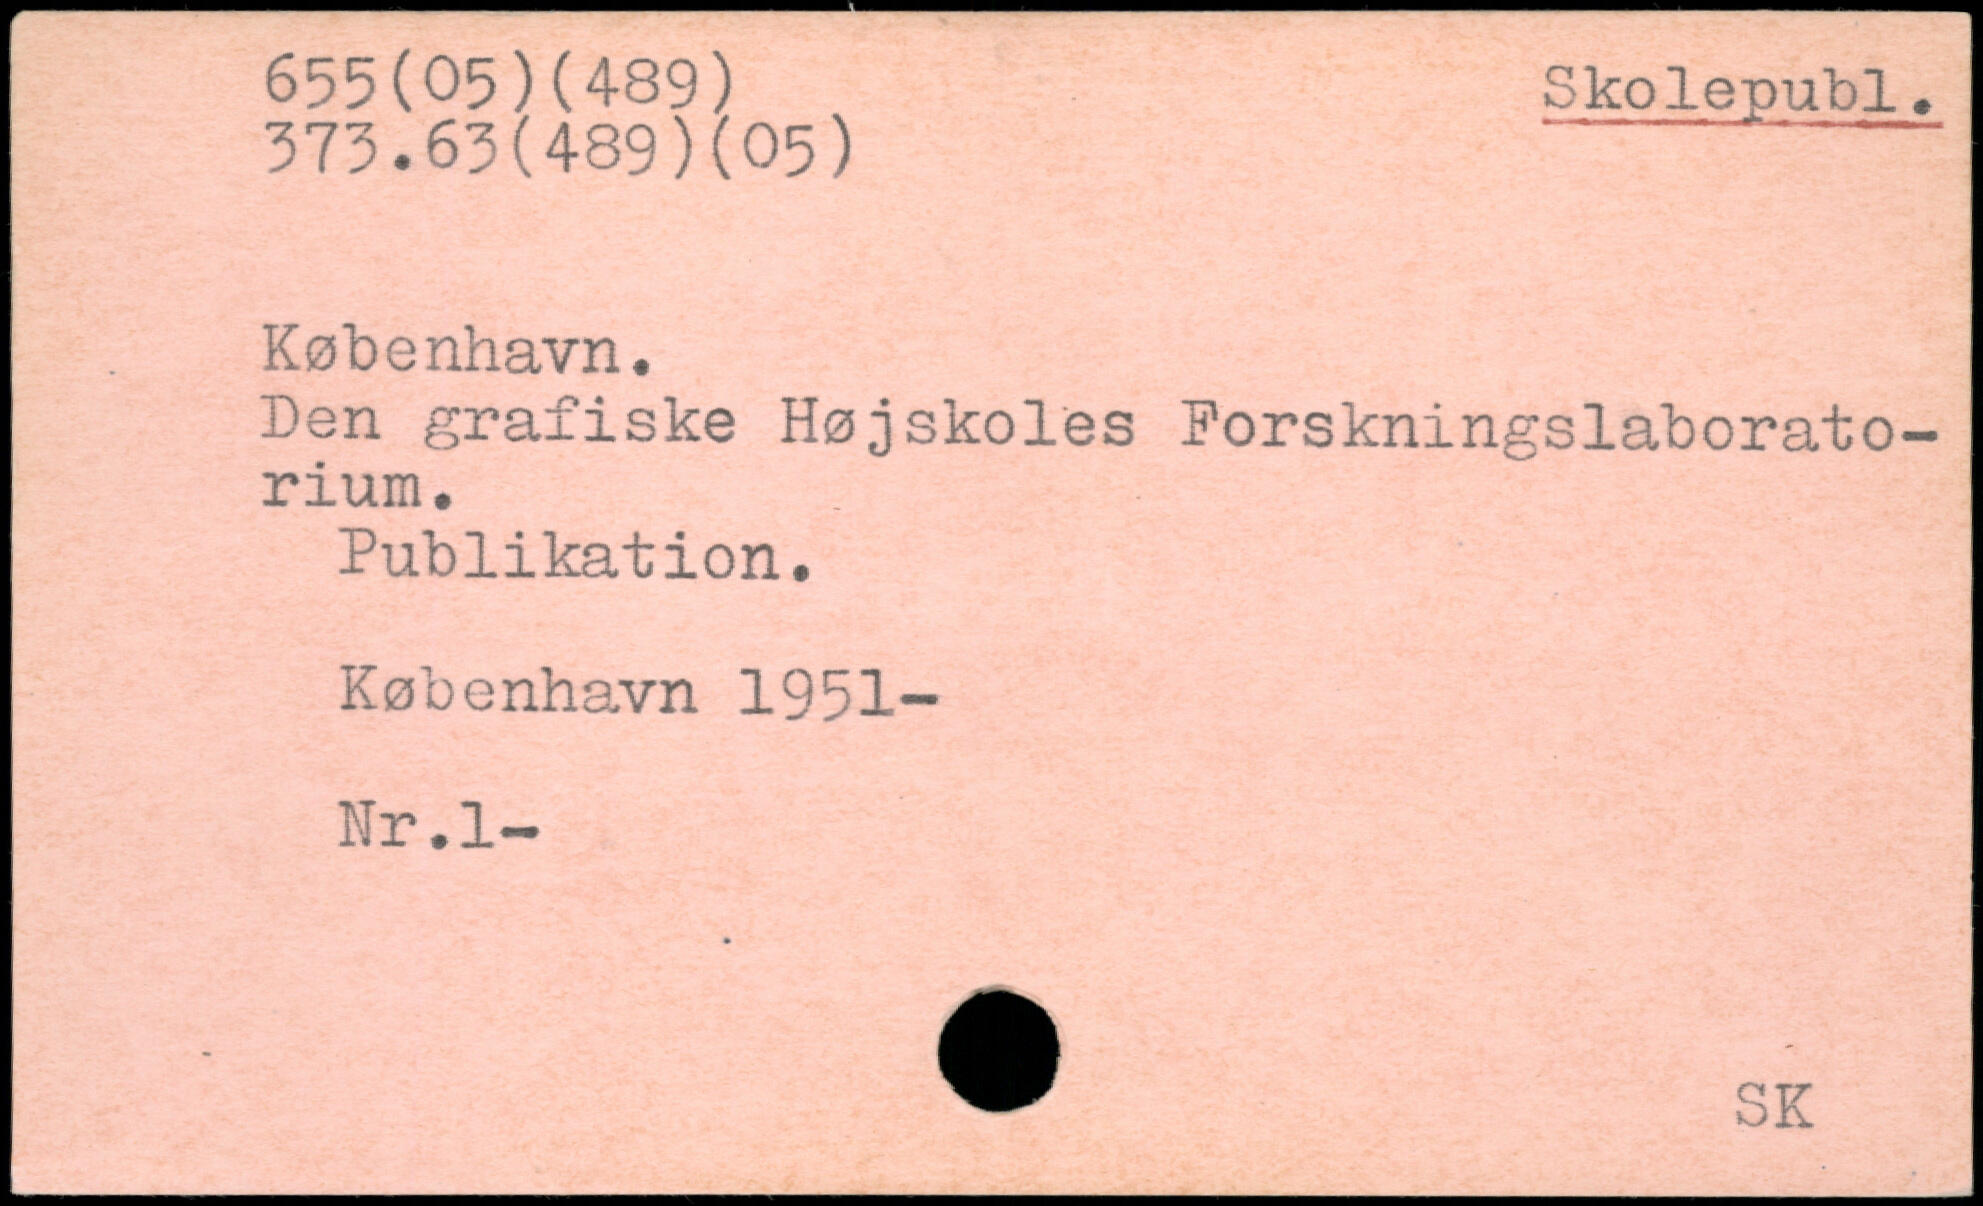 655(05)(489)
Skolepubl.
373.63(489)(05)
København.
Den grafiske Højskoles Forskningslaborato-
rium.
Publikation.
København 1951-
Nr.1-
SK